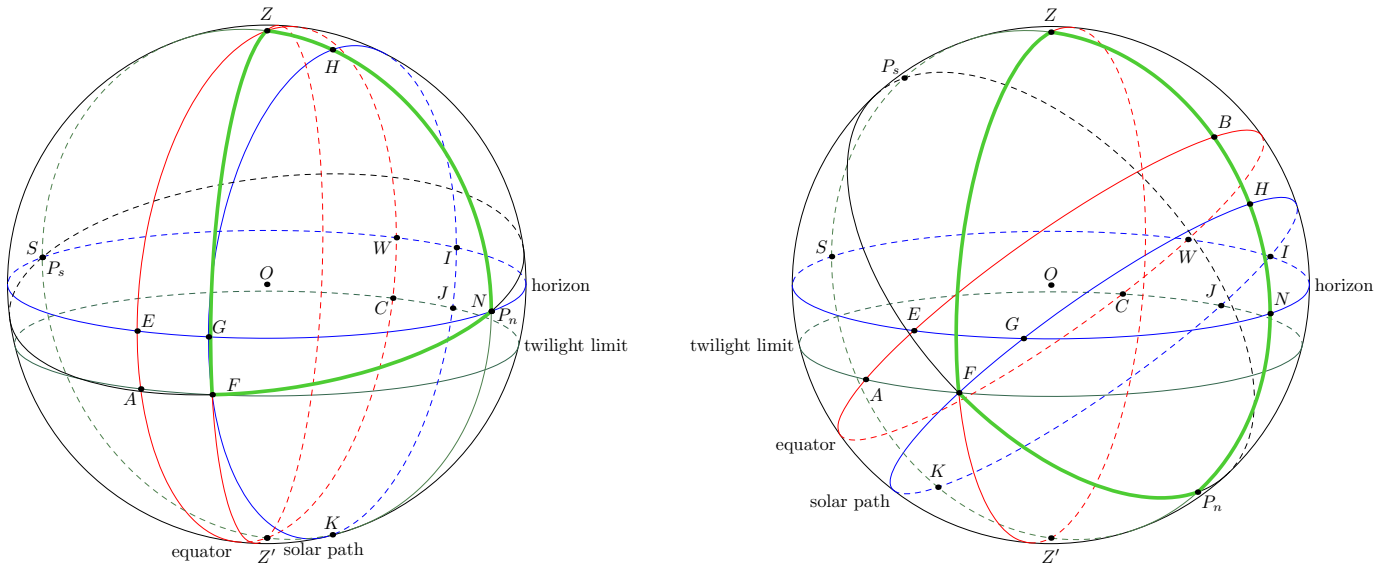 Z
H
S
P_s
W
I
O
horizon
E
G
C
J
N
P_n
twilight limit
A
F
K
equator
Z'
solar path
Z
P_s
B
H
S
W
I
O
horizon
E
G
C
J
N
twilight limit
A
F
equator
K
solar path
P_n
Z'